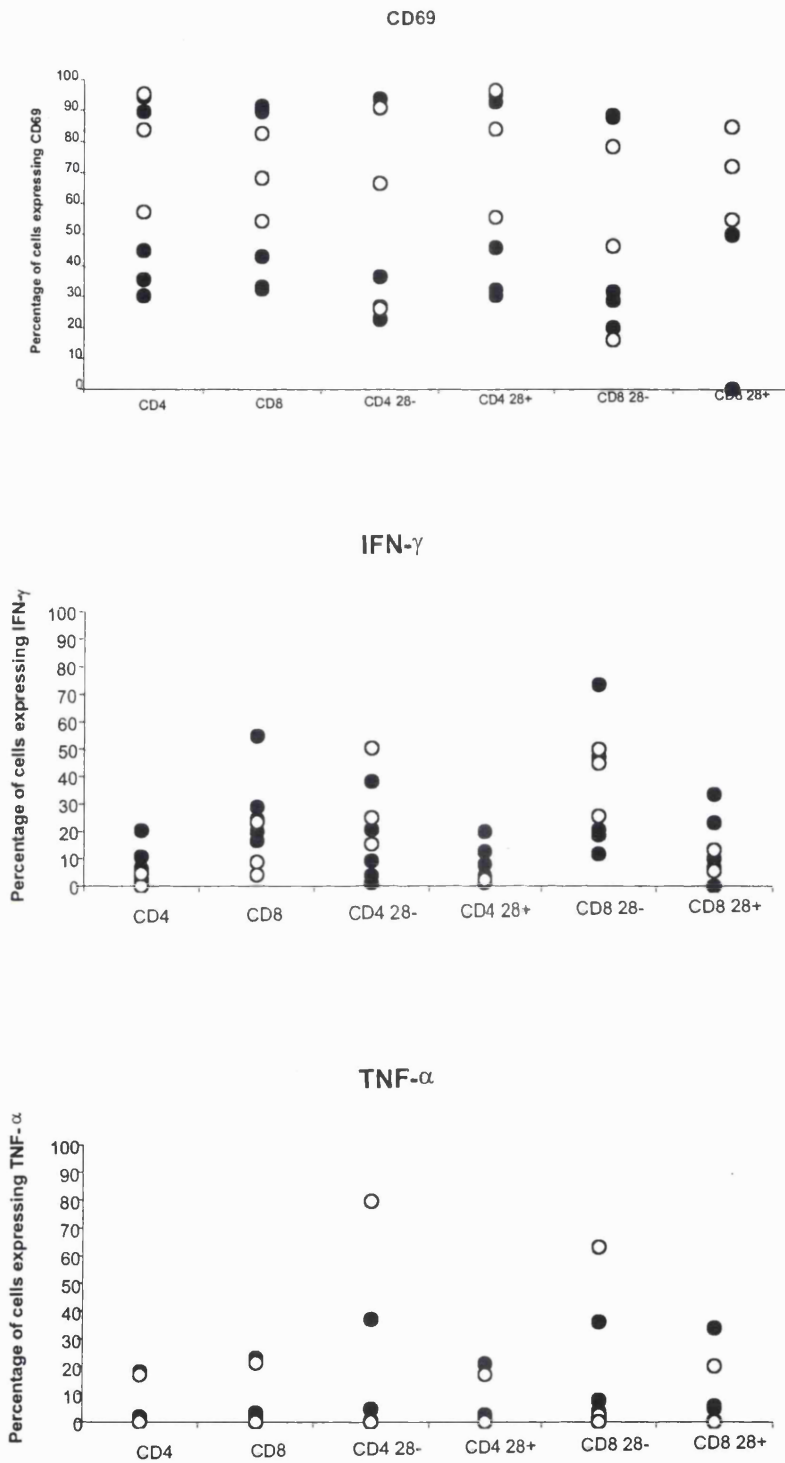 CD69
Percentage of cells expressing CD69
100
90
80
70
60
50
40
30
20
10
0
CD4
CD8
CD4 28-
CD4 28+
CD8 28-
CD8 28+
IFN-γ
Percentage of cells expressing IFN-γ
100
90
80
70
60
50
40
30
20
10
0
CD4
CD8
CD4 28-
CD4 28+
CD8 28-
CD8 28+
TNF-α
Percentage of cells expressing TNF- α
100
90
80
70
60
50
40
30
20
10
0
CD4
CD8
CD4 28-
CD4 28+
CD8 28-
CD8 28+